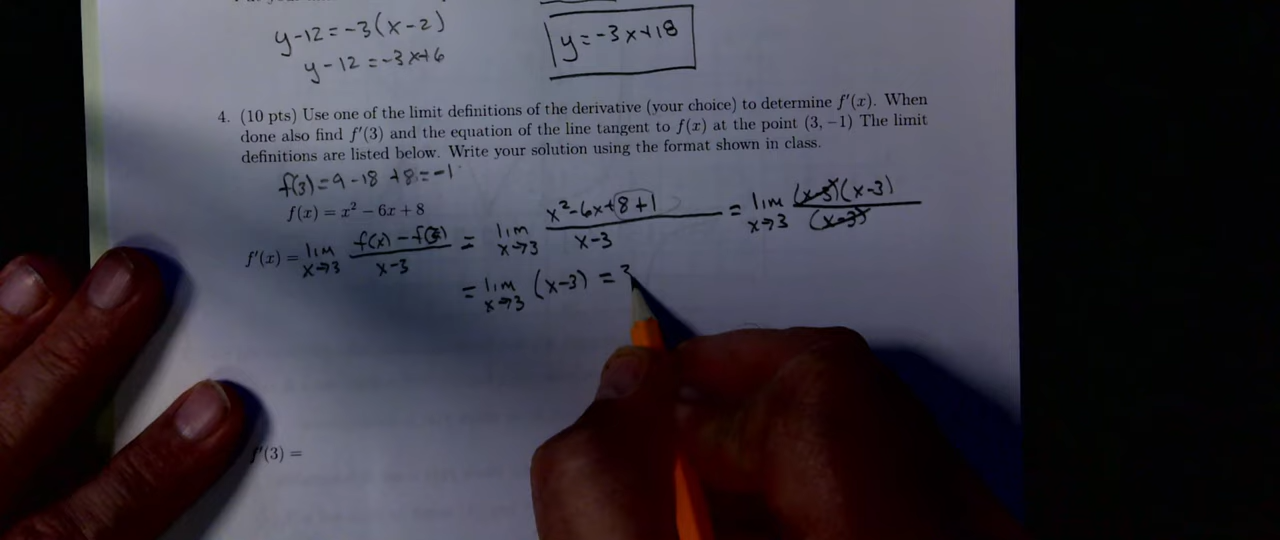 y-12=-3(x-2)
y-12=-3x+6
y=-3x+18
4. (10 pts) Use one of the limit definitions of the derivative (your choice) to determine f'(x). When
done also find f'(3) and the equation of the line tangent to f(x) at the point (3, −1) The limit
definitions are listed below. Write your solution using the format shown in class.
f(3)=9-18+8=-1
f(x) = x² − 6x + 8
f'(x) = lim x→3 f(x)-f(3) / x-3 = lim x→3 x²-6x+8+1 / x-3 = lim x→3 (x-3)(x-3) / (x-3)
= lim x→3 (x-3) = 3
f'(3) =